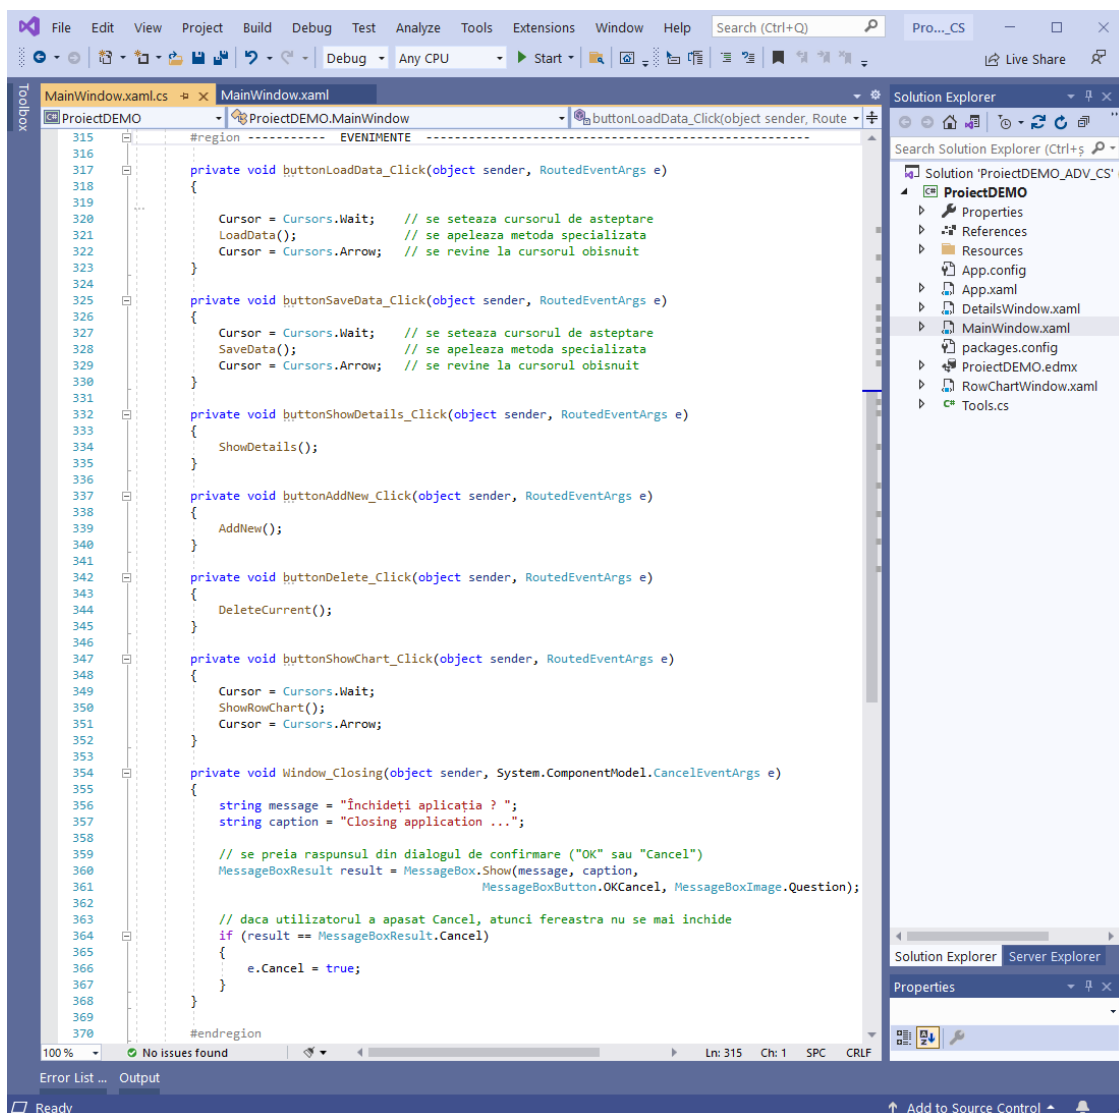 File Edit View Project Build Debug Test Analyze Tools Extensions Window Help Search (Ctrl+Q) Pro..._CS
Debug Any CPU Start Live Share
Toolbox
MainWindow.xaml.cs MainWindow.xaml
ProiectDEMO ProiectDEMO.MainWindow buttonLoadData_Click(object sender, Route
315 #region ----------- EVENIMENTE ------------------------------------------------------
316
317 private void buttonLoadData_Click(object sender, RoutedEventArgs e)
318 {
319
320 Cursor = Cursors.Wait; // se seteaza cursorul de asteptare
321 LoadData(); // se apeleaza metoda specializata
322 Cursor = Cursors.Arrow; // se revine la cursorul obisnuit
323 }
324
325 private void buttonSaveData_Click(object sender, RoutedEventArgs e)
326 {
327 Cursor = Cursors.Wait; // se seteaza cursorul de asteptare
328 SaveData(); // se apeleaza metoda specializata
329 Cursor = Cursors.Arrow; // se revine la cursorul obisnuit
330 }
331
332 private void buttonShowDetails_Click(object sender, RoutedEventArgs e)
333 {
334 ShowDetails();
335 }
336
337 private void buttonAddNew_Click(object sender, RoutedEventArgs e)
338 {
339 AddNew();
340 }
341
342 private void buttonDelete_Click(object sender, RoutedEventArgs e)
343 {
344 DeleteCurrent();
345 }
346
347 private void buttonShowChart_Click(object sender, RoutedEventArgs e)
348 {
349 Cursor = Cursors.Wait;
350 ShowRowChart();
351 Cursor = Cursors.Arrow;
352 }
353
354 private void Window_Closing(object sender, System.ComponentModel.CancelEventArgs e)
355 {
356 string message = "Închideți aplicația ? ";
357 string caption = "Closing application ...";
358
359 // se preia raspunsul din dialogul de confirmare ("OK" sau "Cancel")
360 MessageBoxResult result = MessageBox.Show(message, caption,
361 MessageBoxButton.OKCancel, MessageBoxImage.Question);
362
363 // daca utilizatorul a apasat Cancel, atunci fereastra nu se mai inchide
364 if (result == MessageBoxResult.Cancel)
365 {
366 e.Cancel = true;
367 }
368 }
369
370 #endregion
100 % No issues found Ln: 315 Ch: 1 SPC CRLF
Solution Explorer
Search Solution Explorer (Ctrl+ș
Solution 'ProiectDEMO_ADV_CS'
ProiectDEMO
Properties
References
Resources
App.config
App.xaml
DetailsWindow.xaml
MainWindow.xaml
packages.config
ProiectDEMO.edmx
RowChartWindow.xaml
C# Tools.cs
Solution Explorer Server Explorer
Properties
Error List ... Output
Ready Add to Source Control